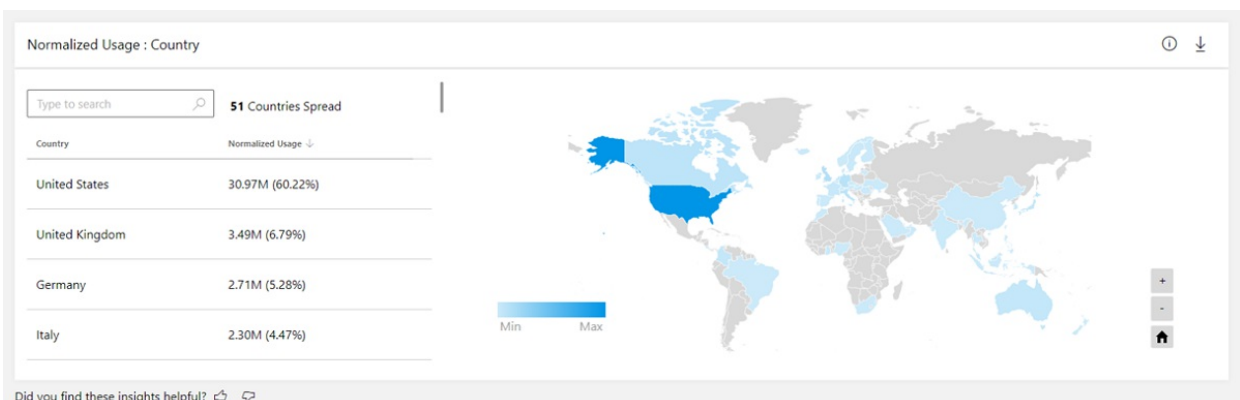 Normalized Usage : Country
Type to search
51 Countries Spread
Country Normalized Usage ↓
United States 30.97M (60.22%)
United Kingdom 3.49M (6.79%)
Germany 2.71M (5.28%)
Italy 2.30M (4.47%)
Min Max
+
-
Did you find these insights helpful?